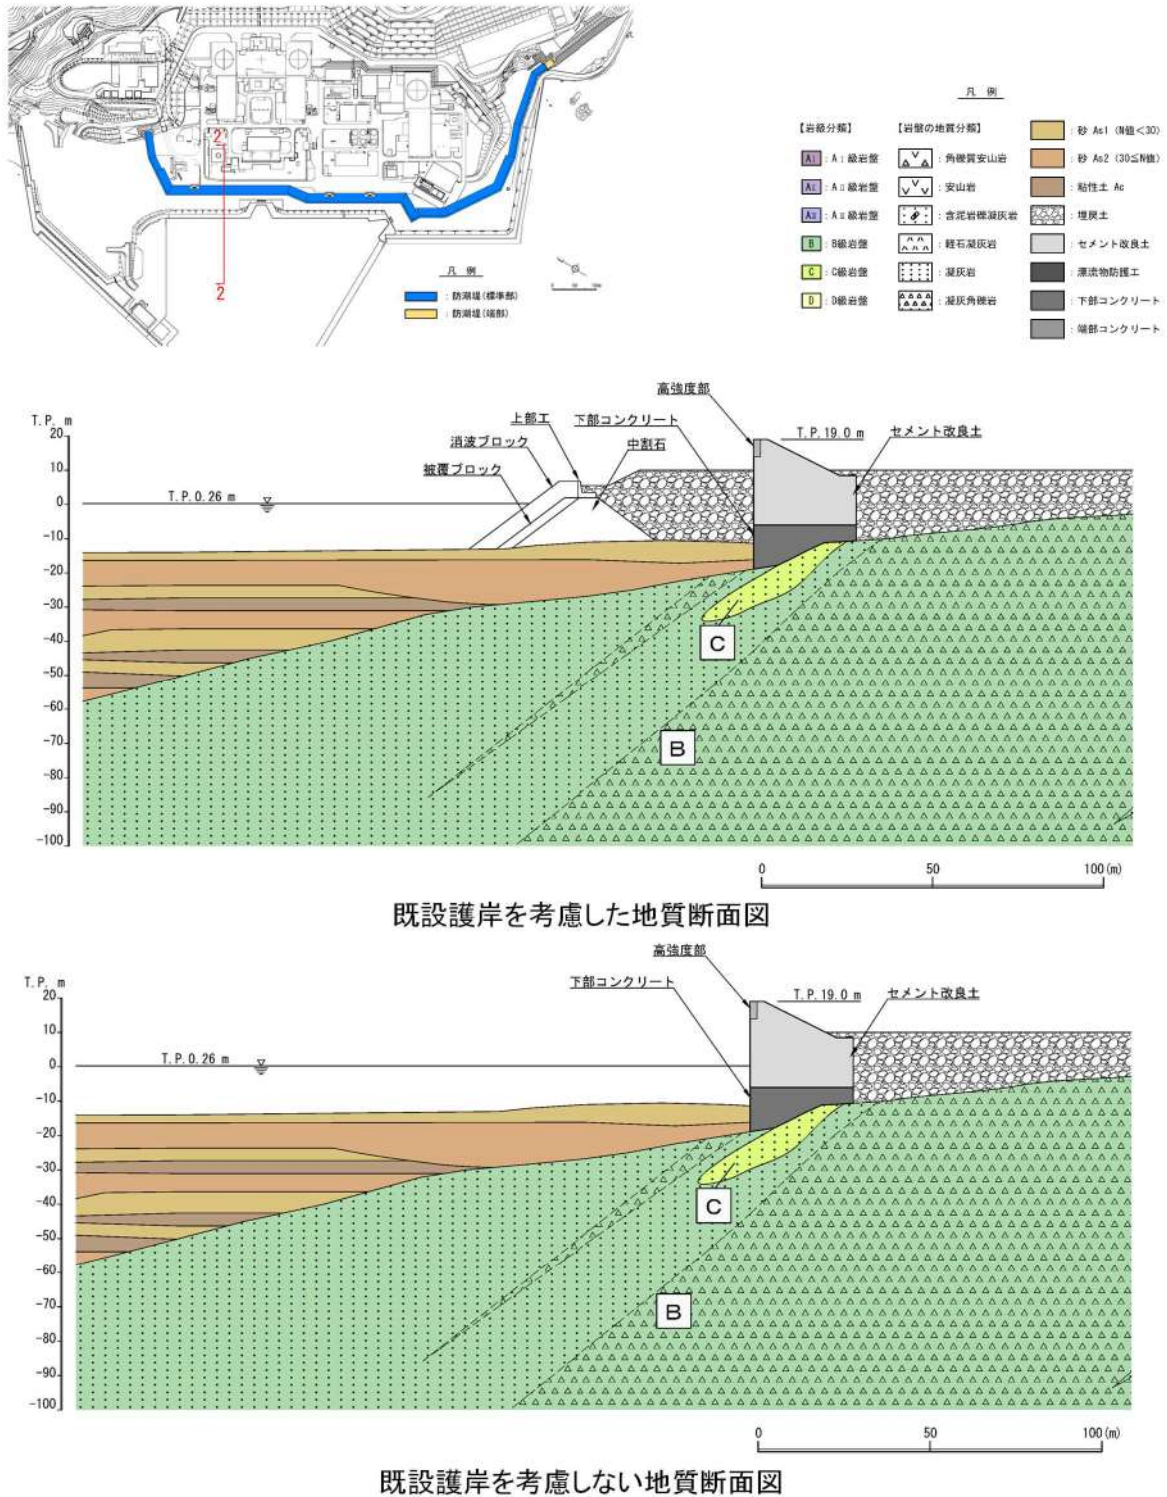 2'
2
凡 例
：防潮堤(標準部)
：防潮堤(端部)
凡 例
【岩級分類】
【岩盤の地質分類】
AⅠ ：AⅠ級岩盤
AⅡ ：AⅡ級岩盤
AⅢ ：AⅢ級岩盤
B ：B級岩盤
C ：C級岩盤
D ：D級岩盤
：角礫質安山岩
：安山岩
：含泥岩礫凝灰岩
：軽石凝灰岩
：凝灰岩
：凝灰角礫岩
：砂 As1 (N値<30)
：砂 As2 (30≦N値)
：粘性土 Ac
：埋戻土
：セメント改良土
：漂流物防護工
：下部コンクリート
：端部コンクリート
T.P. m
20
10
0
-10
-20
-30
-40
-50
-60
-70
-80
-90
-100
高強度部
上部工
下部コンクリート
T.P.19.0 m
セメント改良土
消波ブロック
中割石
被覆ブロック
T.P.0.26 m
C
B
0 50 100(m)
既設護岸を考慮した地質断面図
T.P. m
20
10
0
-10
-20
-30
-40
-50
-60
-70
-80
-90
-100
高強度部
下部コンクリート
T.P.19.0 m
セメント改良土
T.P.0.26 m
C
B
0 50 100(m)
既設護岸を考慮しない地質断面図